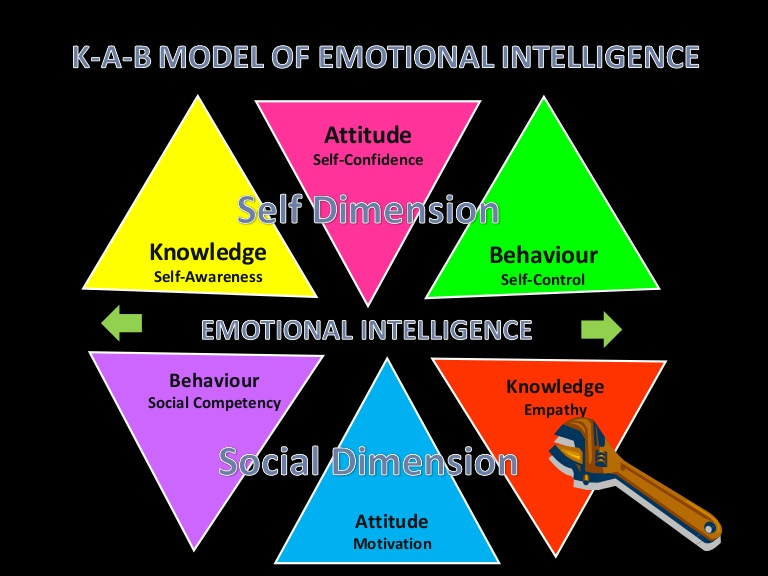 K-A-B MODEL OF EMOTIONAL INTELLIGENCE
Attitude
Self-Confidence
Self Dimension
Knowledge
Self-Awareness
Behaviour
Self-Control
EMOTIONAL INTELLIGENCE
Behaviour
Social Competency
Knowledge
Empathy
Social Dimension
Attitude
Motivation